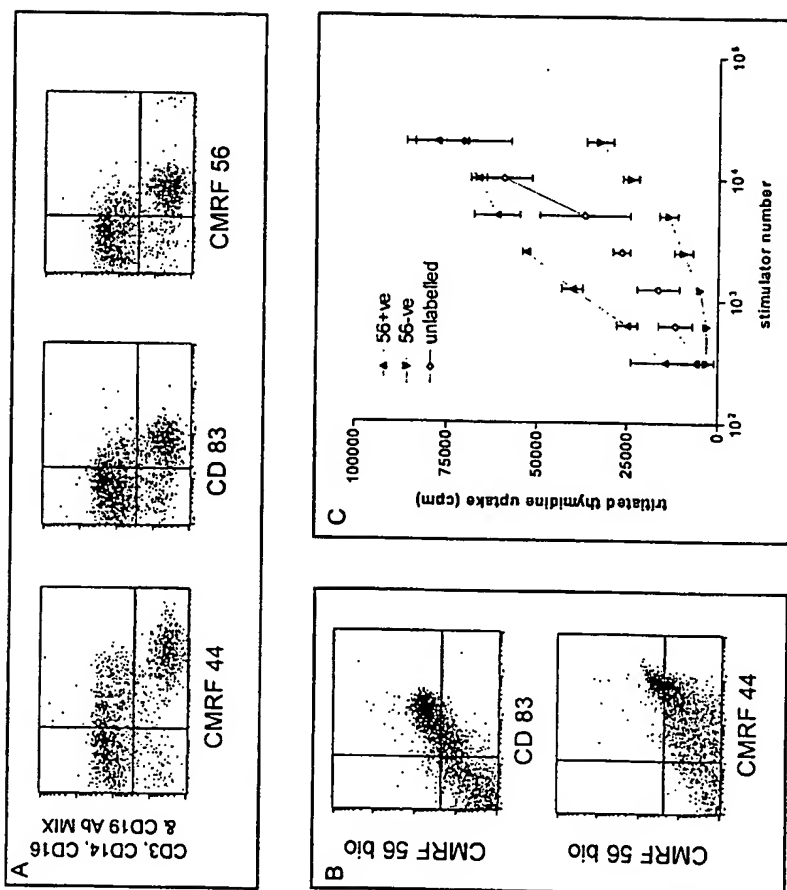 A
CD3, CD14, CD16
& CD19 Ab MIX
CMRF 44
CD 83
CMRF 56
B
CMRF 56 bio
CD 83
CMRF 56 bio
CMRF 44
C
tritiated thymidine uptake (cpm)
100000
75000
50000
25000
0
10²
10³
10⁴
10⁵
stimulator number
56+ve
56-ve
unlabelled